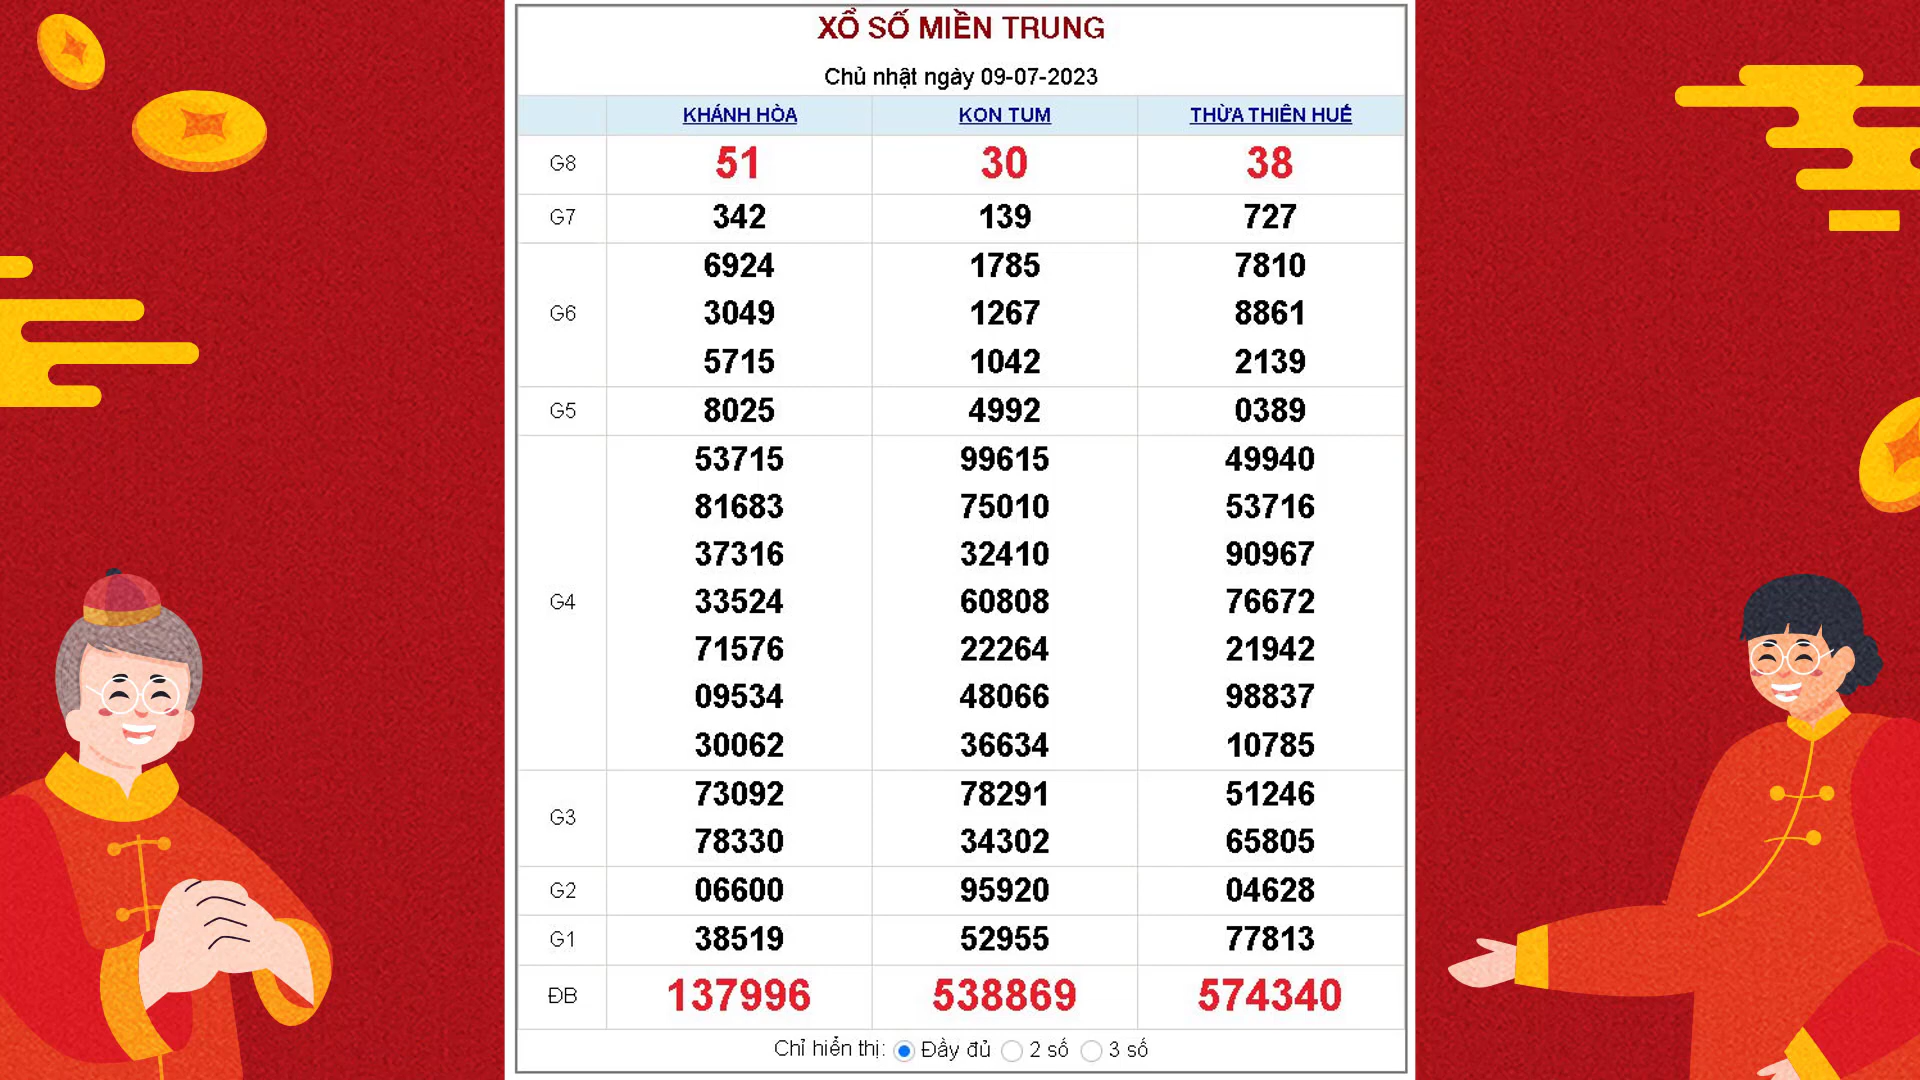 XỔ SỐ MIỀN TRUNG
Chủ nhật ngày 09-07-2023
KHÁNH HÒA KON TUM THỪA THIÊN HUẾ
G8 51 30 38
G7 342 139 727
6924 1785 7810
G6 3049 1267 8861
5715 1042 2139
G5 8025 4992 0389
53715 99615 49940
81683 75010 53716
37316 32410 90967
G4 33524 60808 76672
71576 22264 21942
09534 48066 98837
30062 36634 10785
G3 73092 78291 51246
78330 34302 65805
G2 06600 95920 04628
G1 38519 52955 77813
ĐB 137996 538869 574340
Chỉ hiển thị: Đầy đủ 2 số 3 số